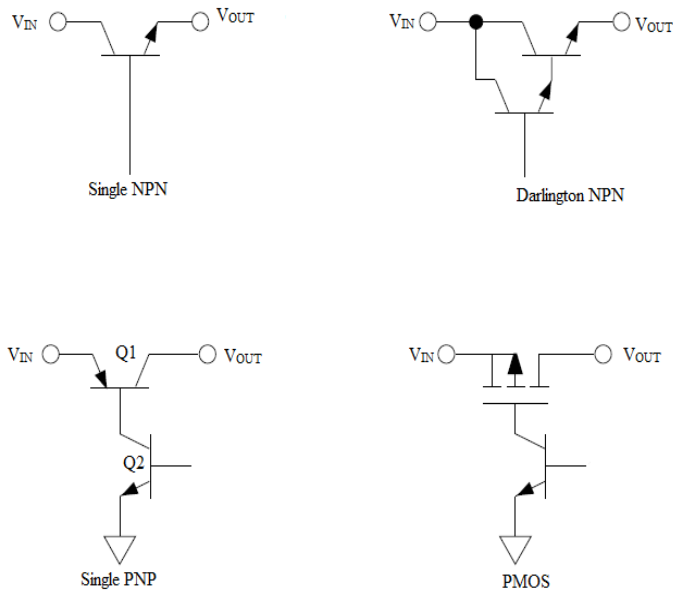 VIN VOUT
Single NPN
VIN VOUT
Darlington NPN
VIN Q1 VOUT
Q2
Single PNP
VIN VOUT
PMOS